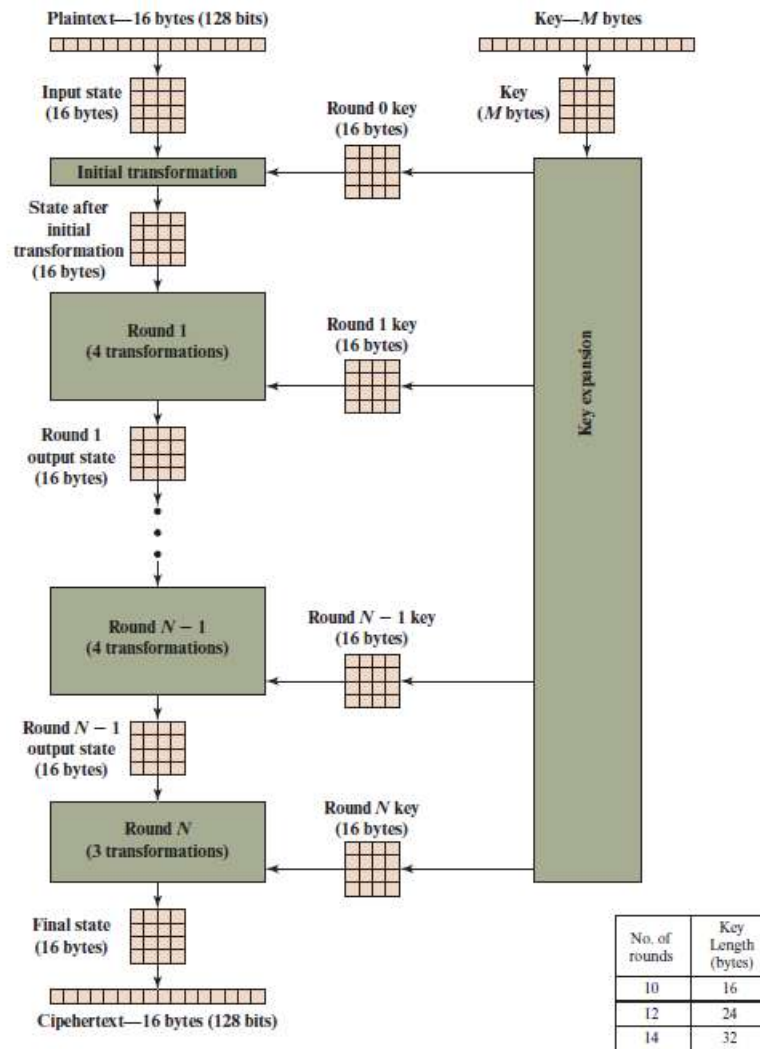 Plaintext—16 bytes (128 bits)
Key—M bytes
Input state
(16 bytes)
Key
(M bytes)
Round 0 key
(16 bytes)
Initial transformation
State after
initial
transformation
(16 bytes)
Round 1
(4 transformations)
Round 1 key
(16 bytes)
Key expansion
Round 1
output state
(16 bytes)
Round N − 1
(4 transformations)
Round N − 1 key
(16 bytes)
Round N − 1
output state
(16 bytes)
Round N
(3 transformations)
Round N key
(16 bytes)
Final state
(16 bytes)
Cipehertext—16 bytes (128 bits)
No. of
rounds
Key
Length
(bytes)
10 16
12 24
14 32